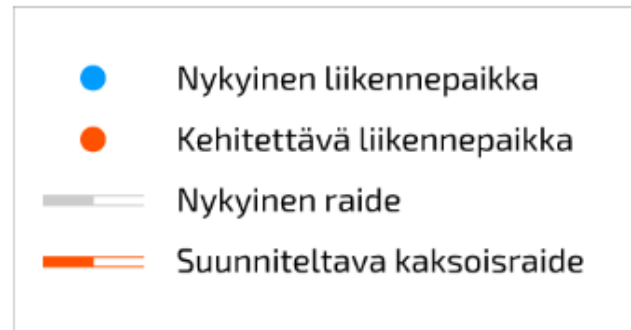 Nykyinen liikennepaikka
Kehitettävä liikennepaikka
Nykyinen raide
Suunniteltava kaksoisraide